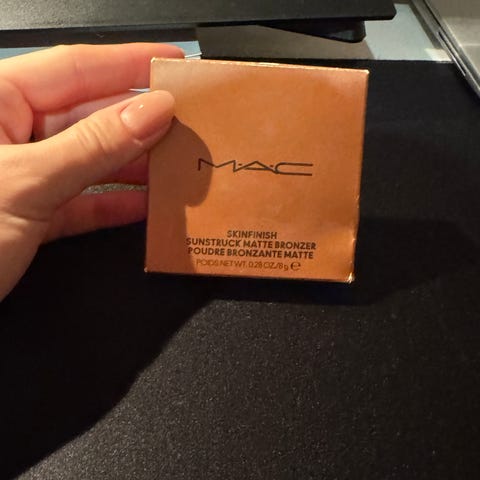 M·A·C
SKINFINISH
SUNSTRUCK MATTE BRONZER
POUDRE BRONZANTE MATTE
POIDS NET WT. 0.28 OZ./8 g ℮